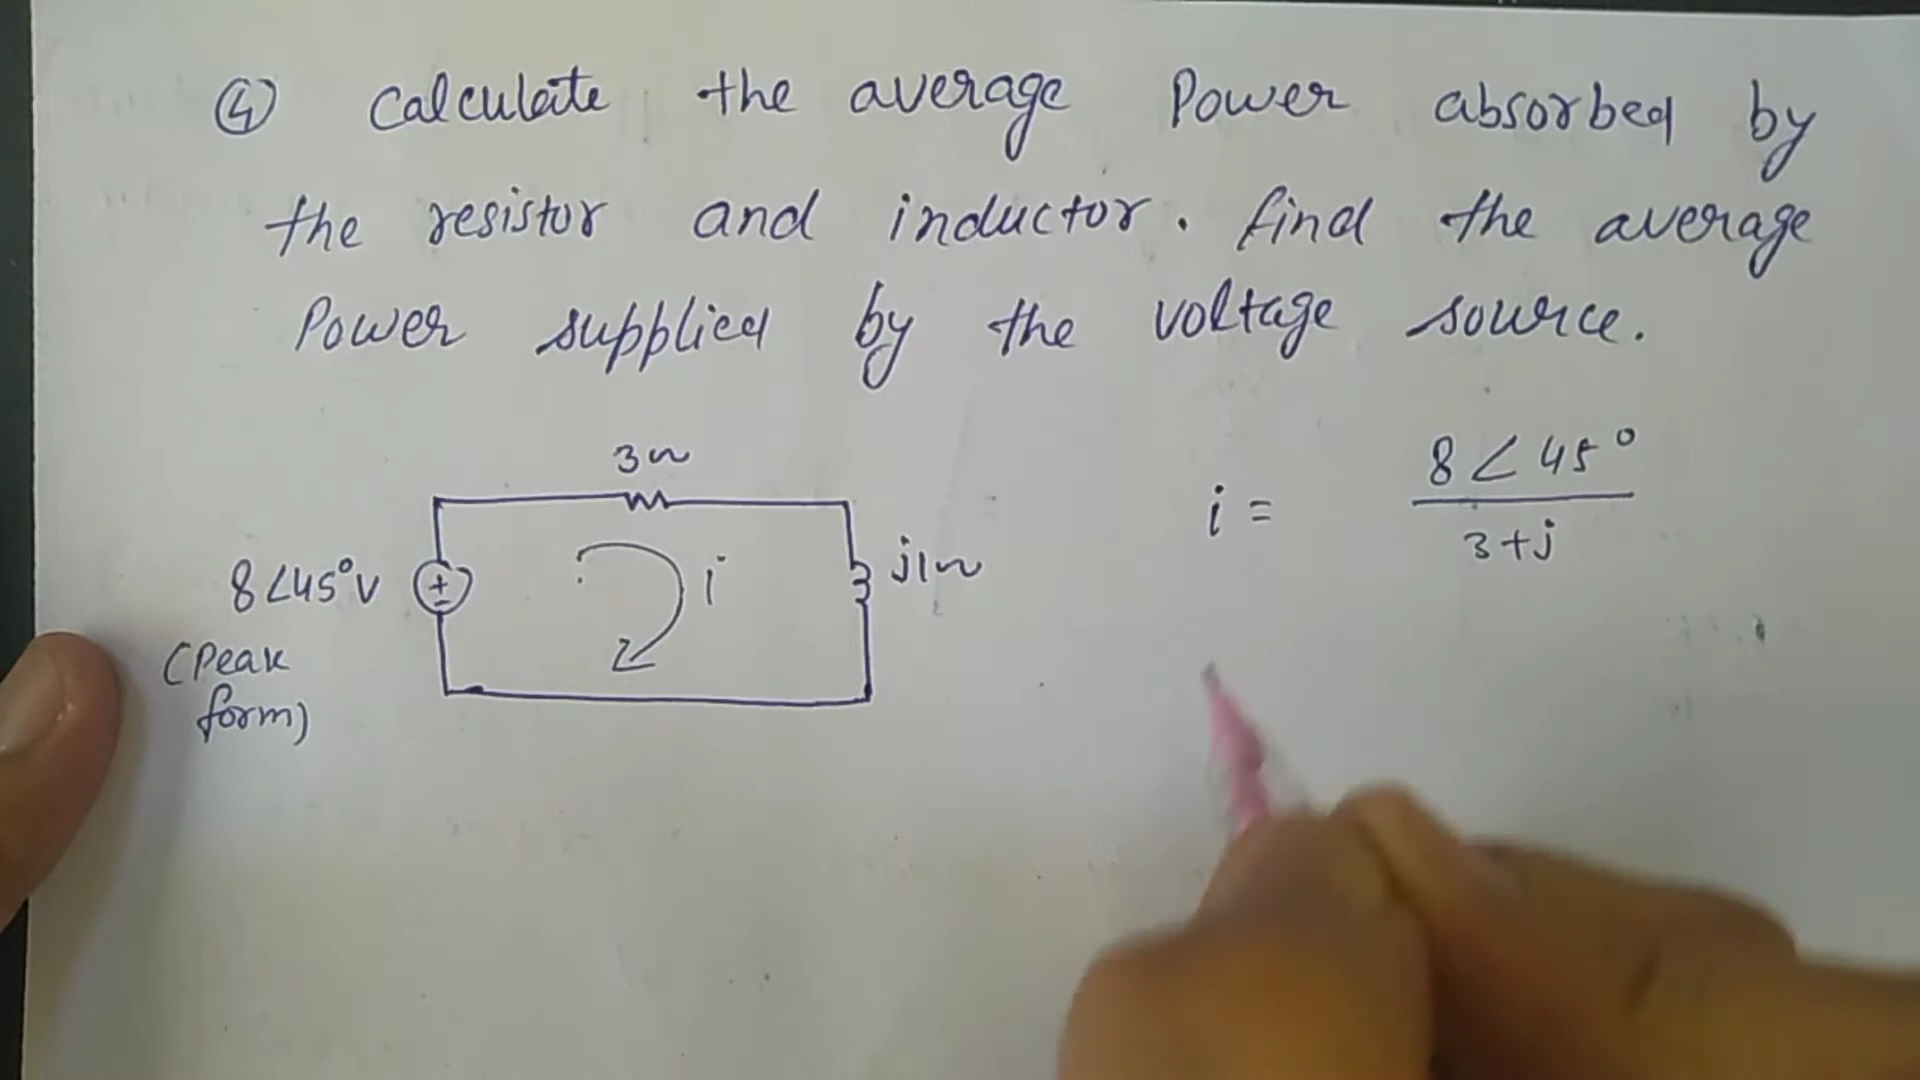 ④ Calculate the average Power absorbed by
the resistor and inductor. find the average
Power supplied by the voltage source.
3Ω
8∠45°V
(Peak
form)
+
-
i
j1Ω
i = 8∠45° / 3+j